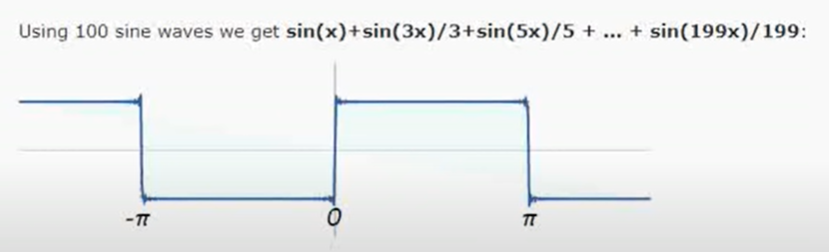 Using 100 sine waves we get sin(x)+sin(3x)/3+sin(5x)/5 + ... + sin(199x)/199:
-π 0 π